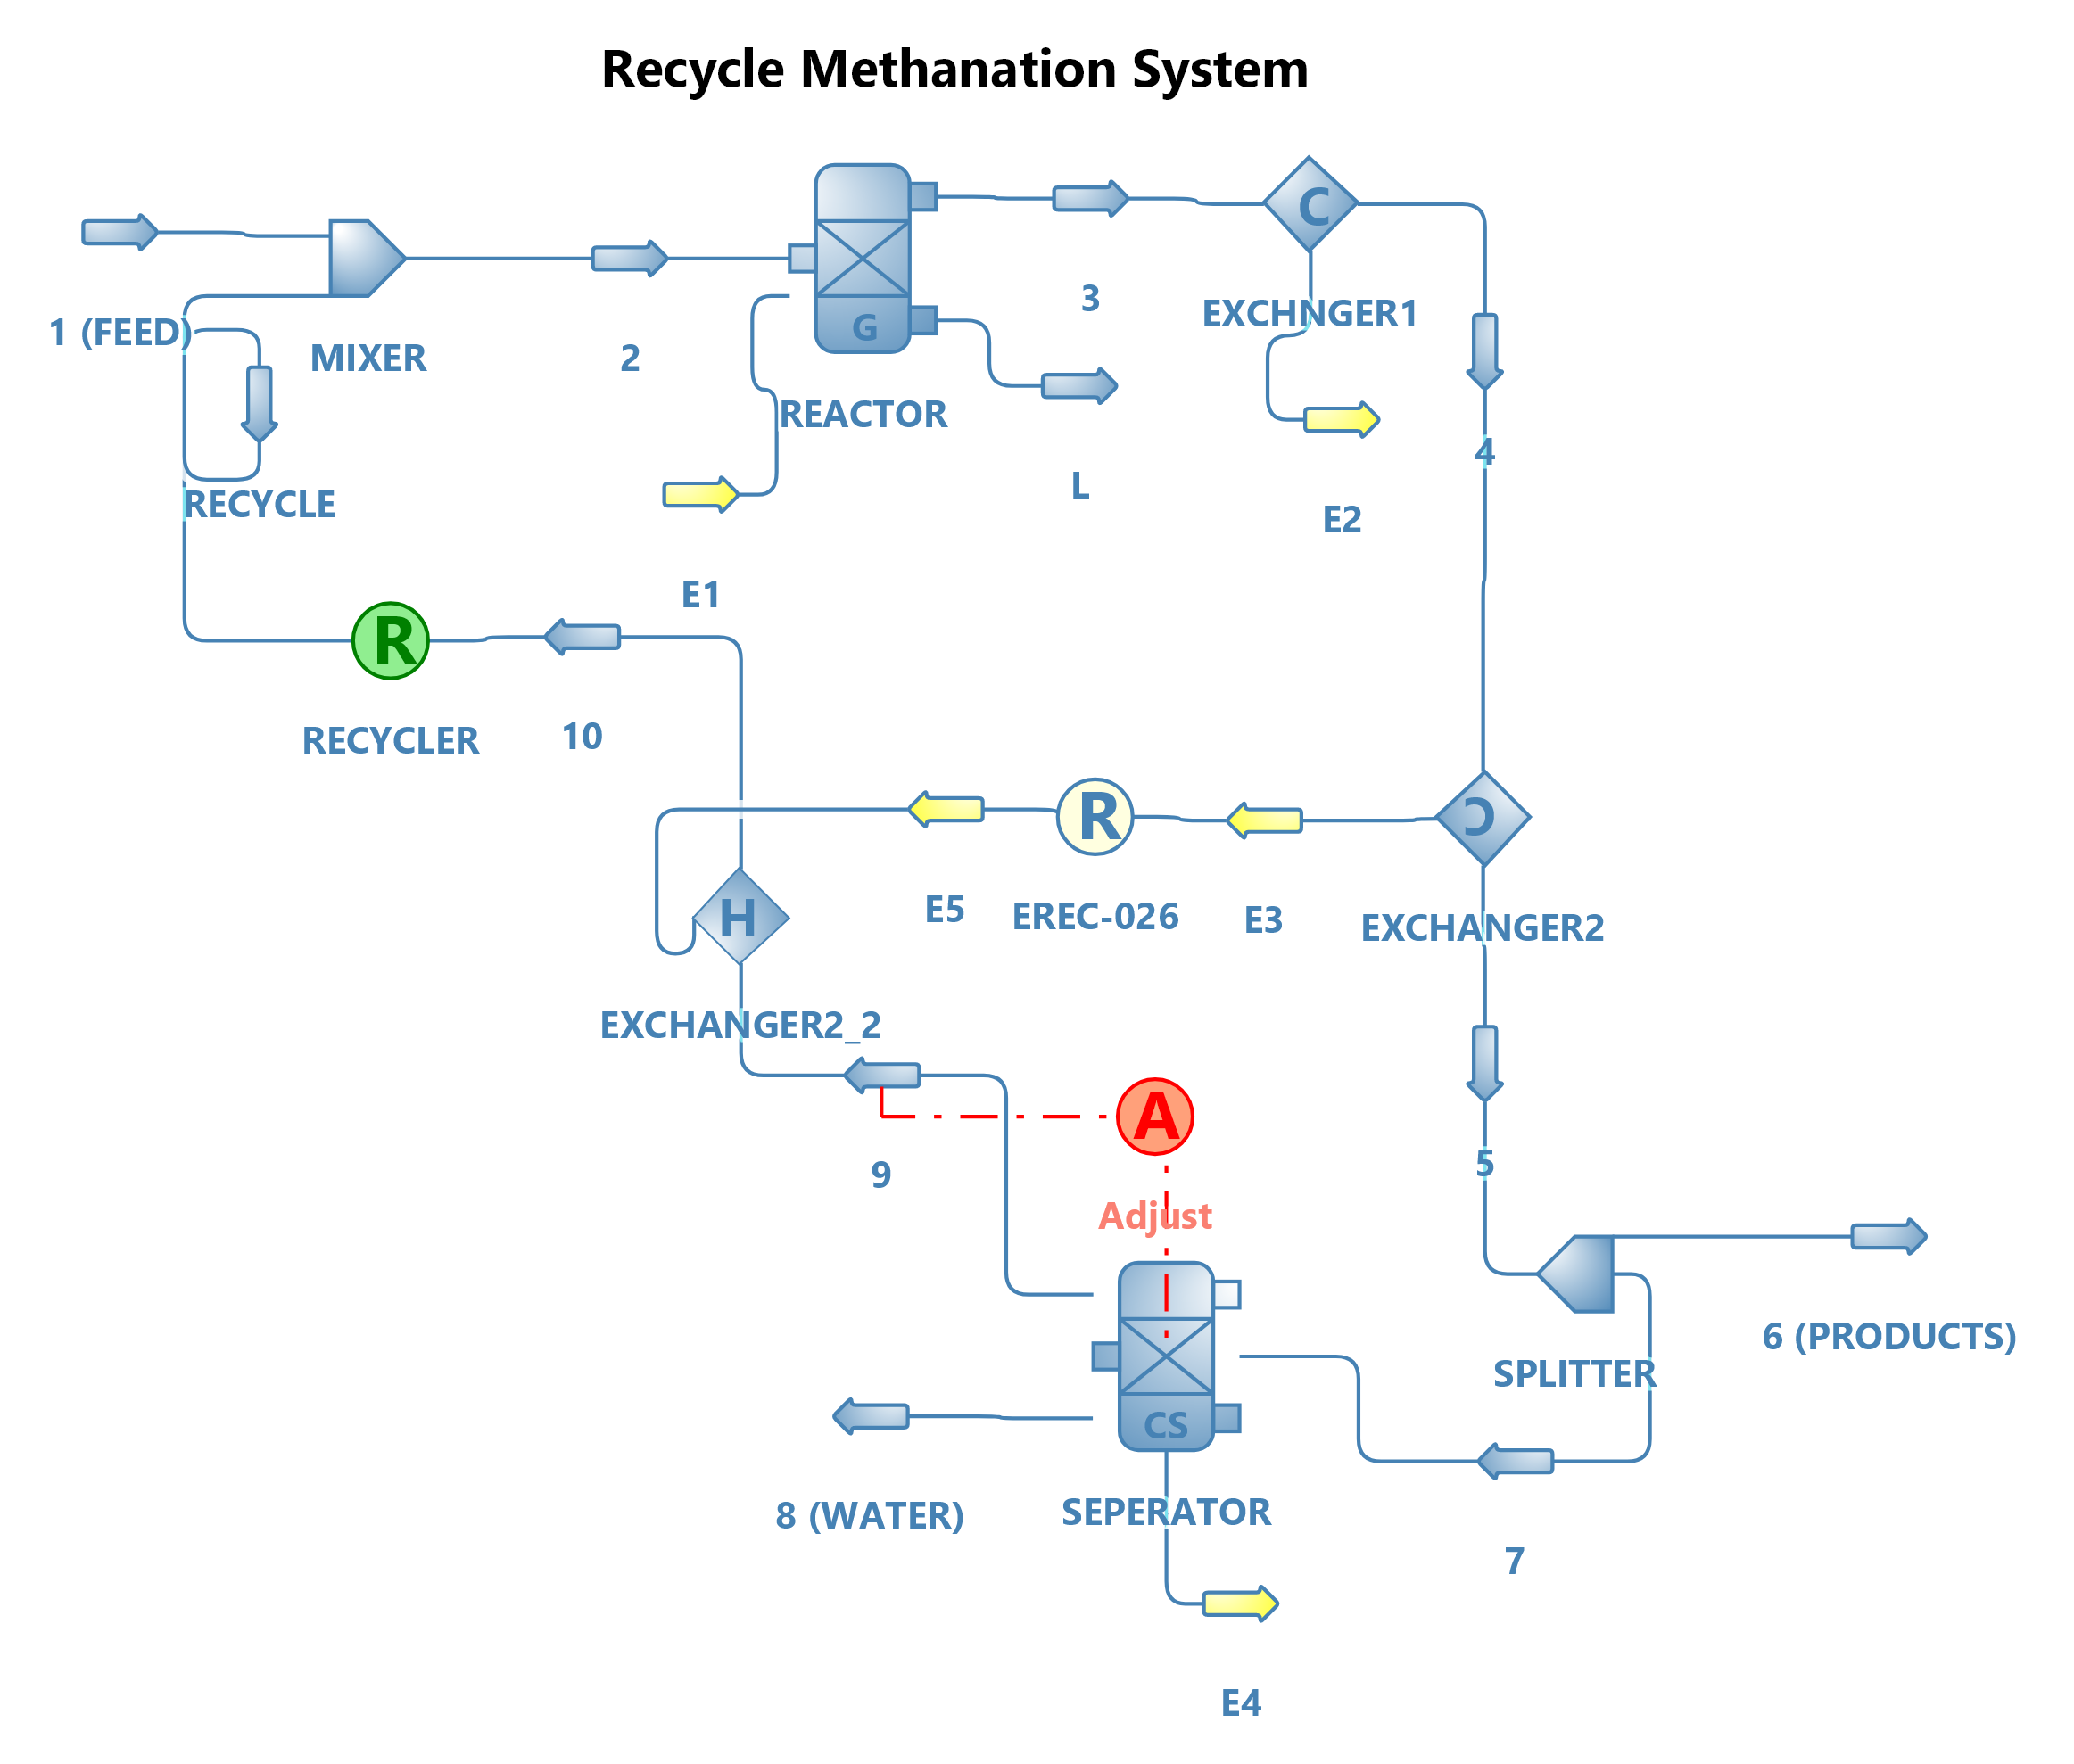 Recycle Methanation System
C
1 (FEED)
MIXER
2
G
3
EXCHNGER1
REACTOR
L
4
RECYCLE
E2
E1
R
RECYCLER
10
R
C
E5
EREC-026
E3
EXCHANGER2
H
EXCHANGER2_2
A
9
5
Adjust
6 (PRODUCTS)
SPLITTER
CS
8 (WATER)
SEPERATOR
7
E4